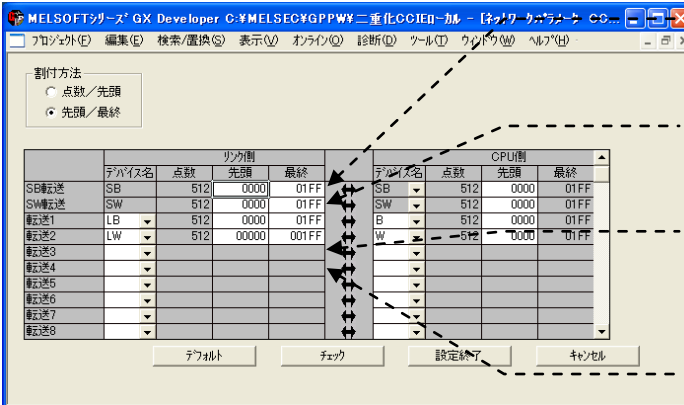 MELSOFTシリーズ GX Developer C:¥MELSEC¥GPPW¥二重化CCIEローカル - [ネットワークパラメータ CC...
プロジェクト(F) 編集(E) 検索/置換(S) 表示(V) オンライン(O) 診断(D) ツール(T) ウィンドウ(W) ヘルプ(H)
割付方法
点数/先頭
先頭/最終
リンク側 CPU側
デバイス名 点数 先頭 最終 デバイス名 点数 先頭 最終
SB転送 SB 512 0000 01FF SB 512 0000 01FF
SW転送 SW 512 0000 01FF SW 512 0000 01FF
転送1 LB 512 0000 01FF B 512 0000 01FF
転送2 LW 512 00000 001FF W 512 0000 01FF
転送3
転送4
転送5
転送6
転送7
転送8
デフォルト チェック 設定終了 キャンセル